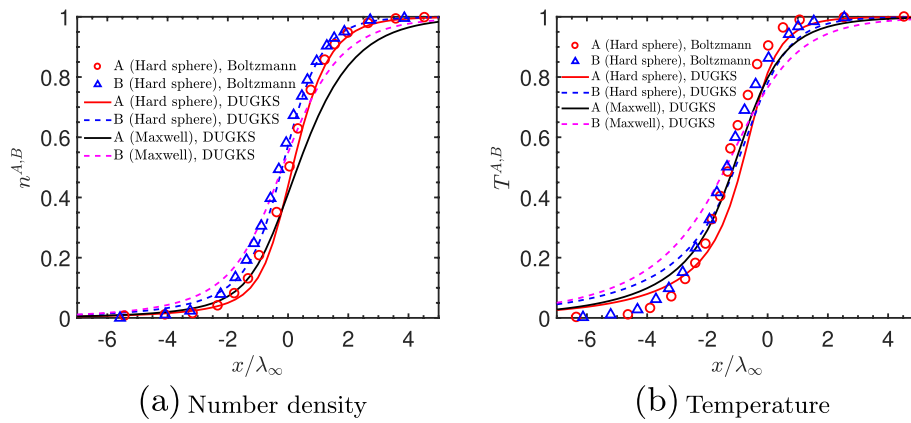 1
0.8
0.6
0.4
0.2
0
n^{A,B}
A (Hard sphere), Boltzmann
B (Hard sphere), Boltzmann
A (Hard sphere), DUGKS
B (Hard sphere), DUGKS
A (Maxwell), DUGKS
B (Maxwell), DUGKS
-6 -4 -2 0 2 4
x/λ∞
(a) Number density
1
0.8
0.6
0.4
0.2
0
T^{A,B}
A (Hard sphere), Boltzmann
B (Hard sphere), Boltzmann
A (Hard sphere), DUGKS
B (Hard sphere), DUGKS
A (Maxwell), DUGKS
B (Maxwell), DUGKS
-6 -4 -2 0 2 4
x/λ∞
(b) Temperature